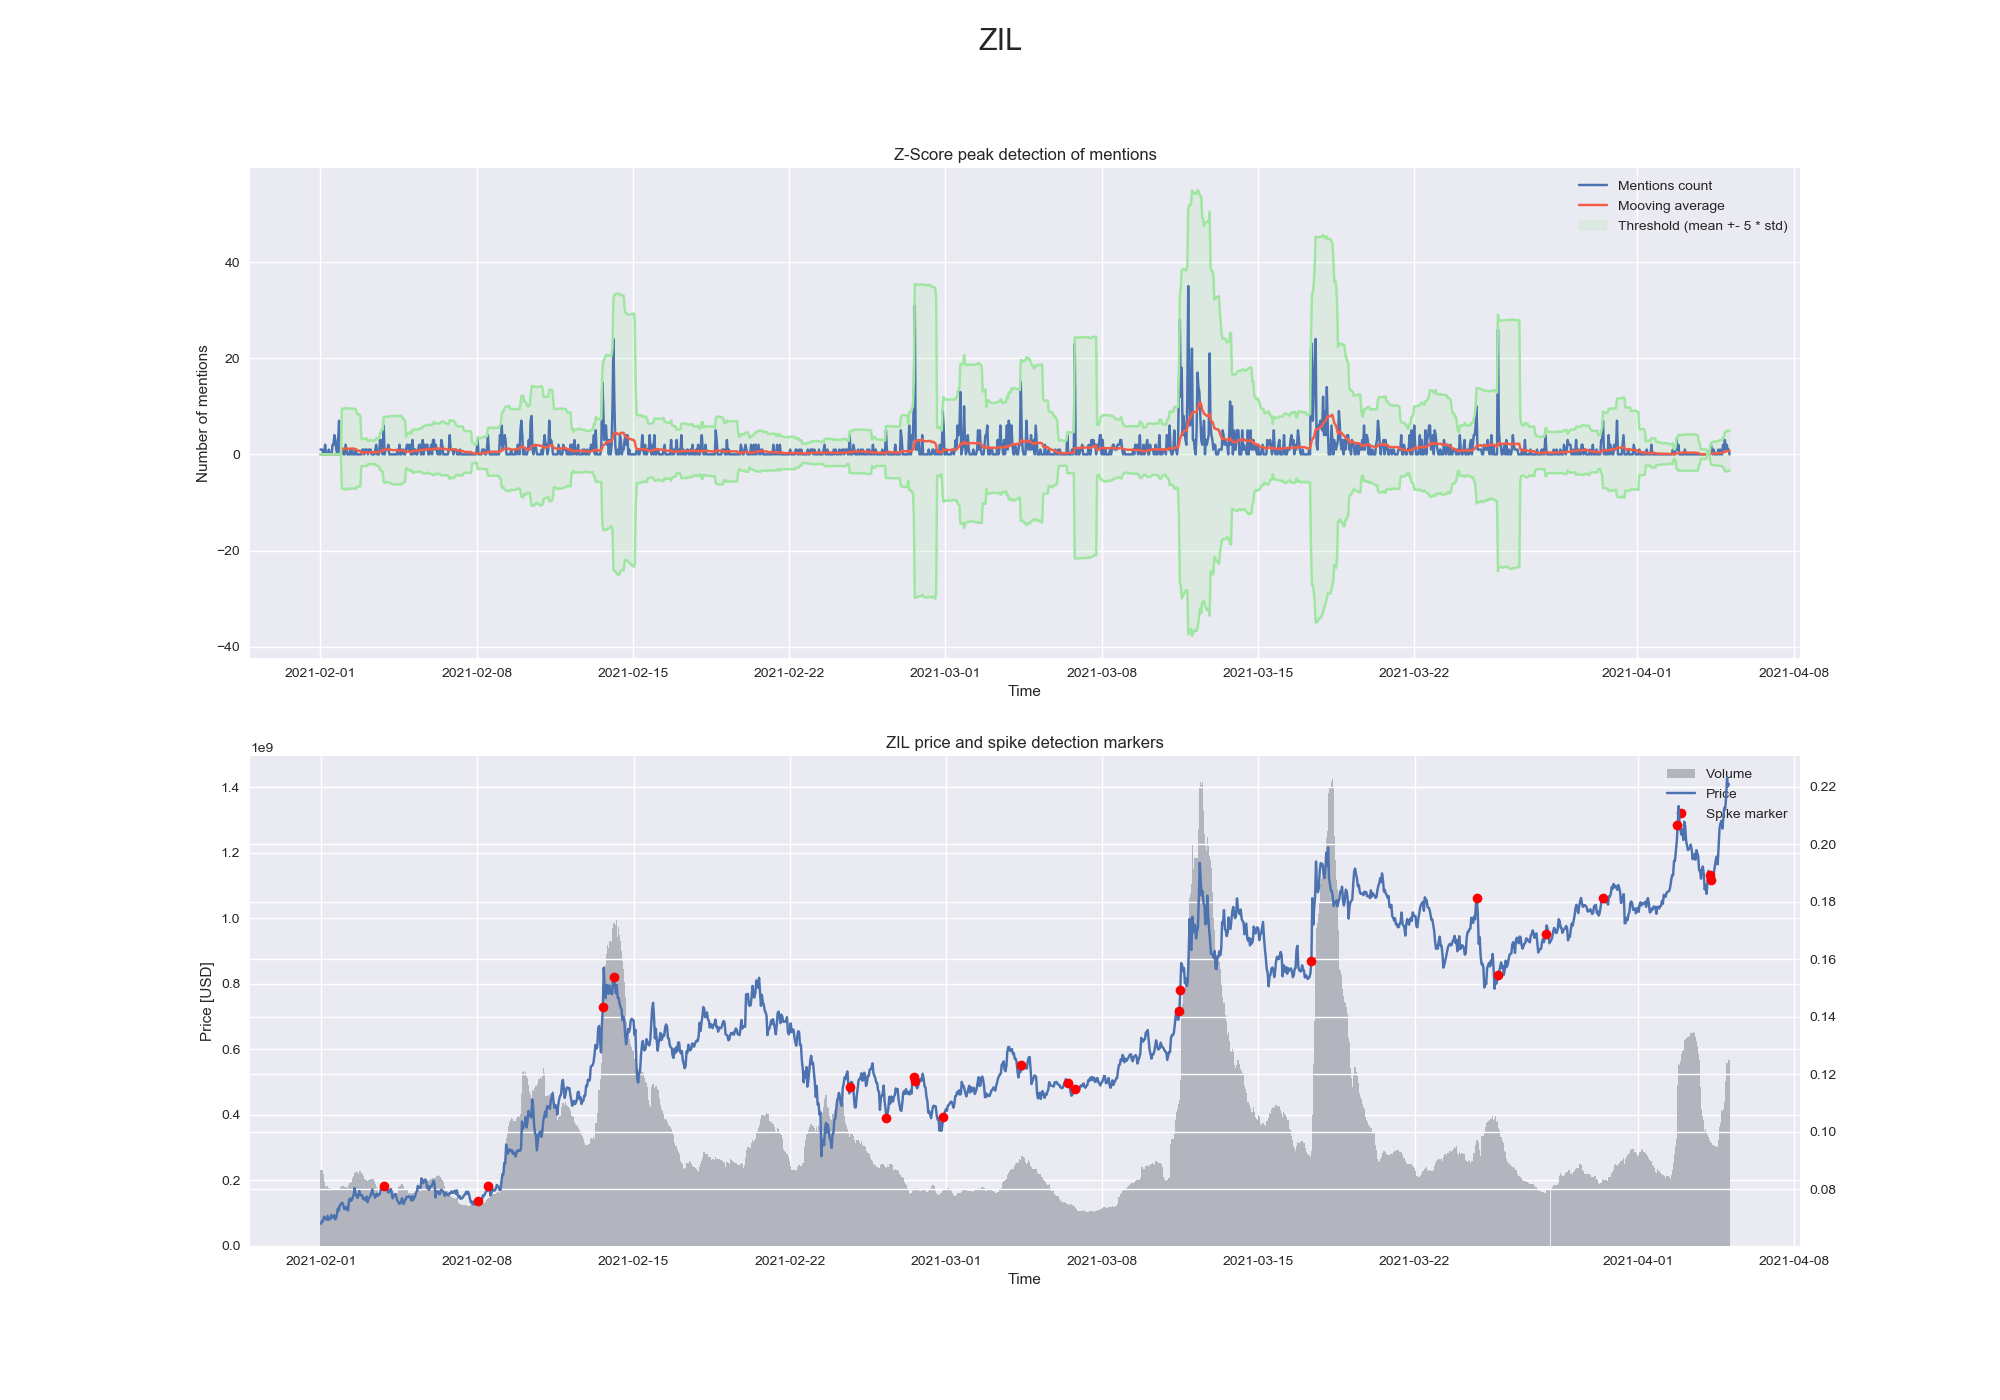 ZIL
Z-Score peak detection of mentions
Mentions count
Mooving average
Threshold (mean +- 5 * std)
Number of mentions
40
20
0
−20
−40
2021-02-01 2021-02-08 2021-02-15 2021-02-22 2021-03-01 2021-03-08 2021-03-15 2021-03-22 2021-04-01 2021-04-08
Time
ZIL price and spike detection markers
1e9
Volume
Price
Spike marker
Price [USD]
1.4
1.2
1.0
0.8
0.6
0.4
0.2
0.0
0.22
0.20
0.18
0.16
0.14
0.12
0.10
0.08
2021-02-01 2021-02-08 2021-02-15 2021-02-22 2021-03-01 2021-03-08 2021-03-15 2021-03-22 2021-04-01 2021-04-08
Time